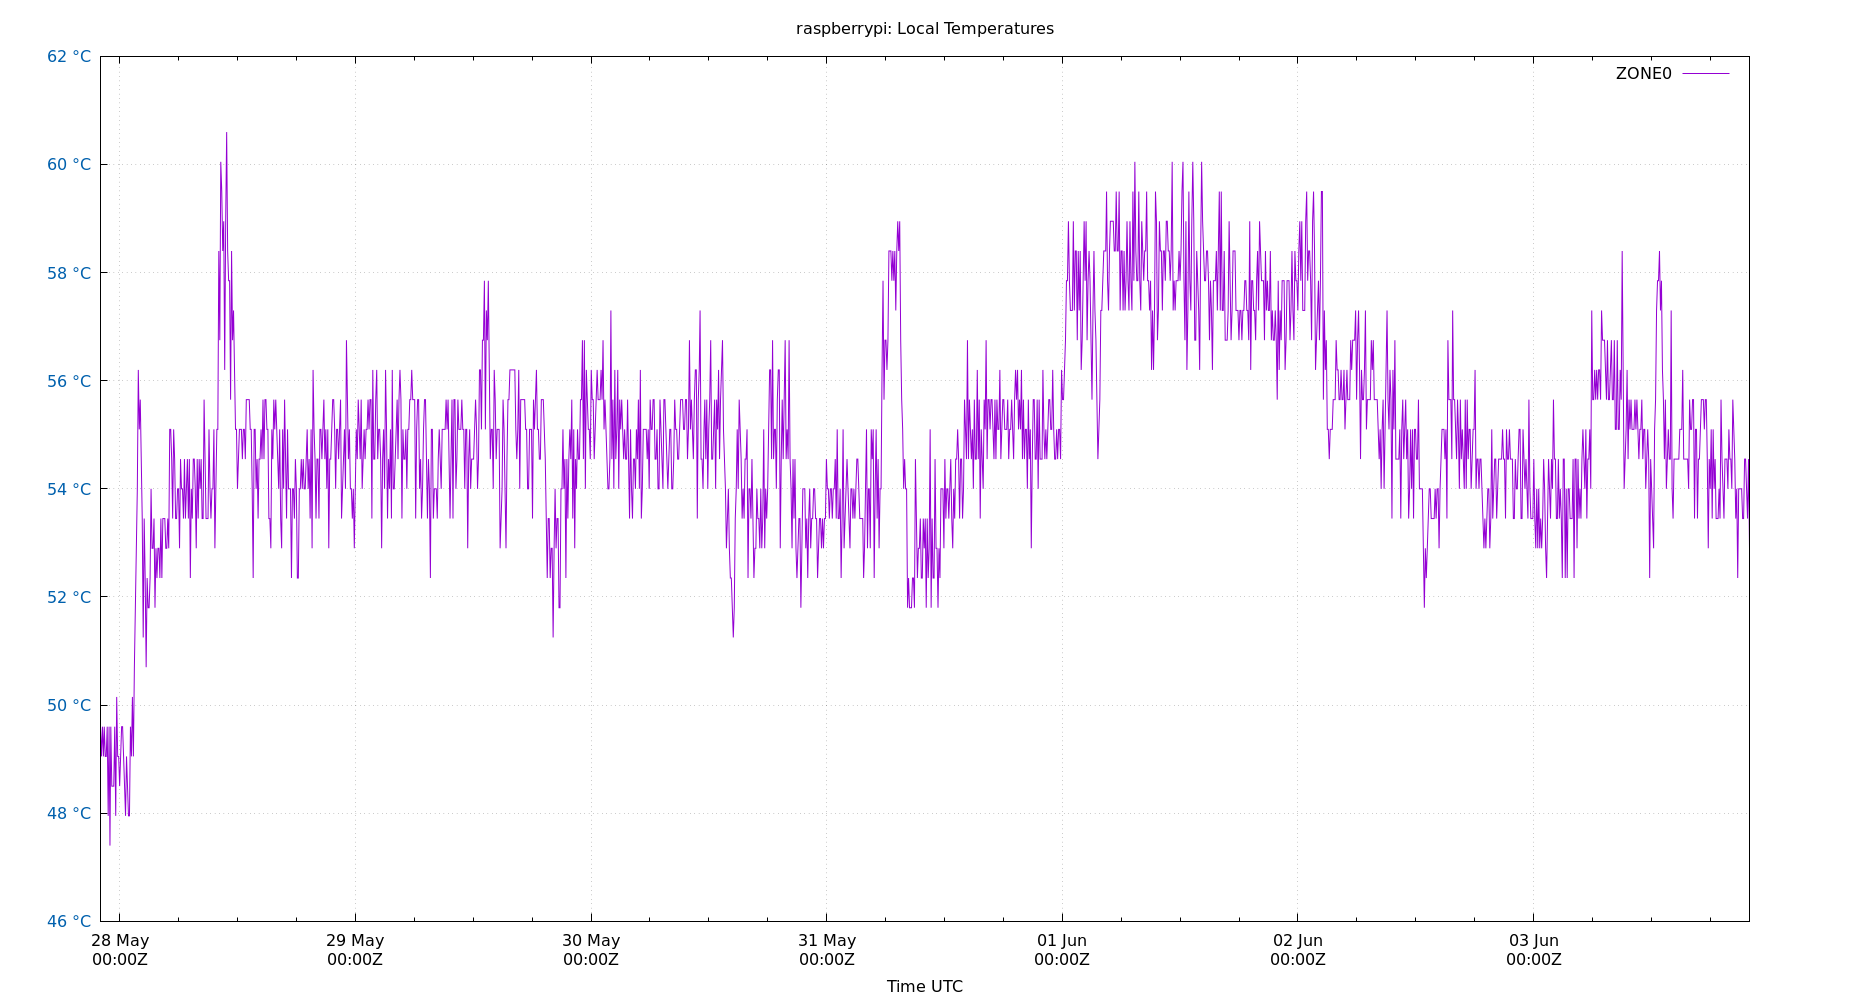 raspberrypi: Local Temperatures
62 °C
ZONE0
60 °C
58 °C
56 °C
54 °C
52 °C
50 °C
48 °C
46 °C
28 May 29 May 30 May 31 May 01 Jun 02 Jun 03 Jun
00:00Z 00:00Z 00:00Z 00:00Z 00:00Z 00:00Z 00:00Z
Time UTC